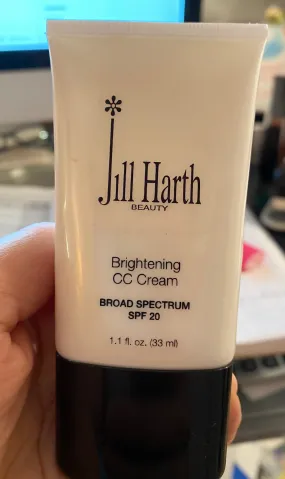 Jill Harth
BEAUTY
Brightening
CC Cream
BROAD SPECTRUM
SPF 20
1.1 fl. oz. (33 ml)